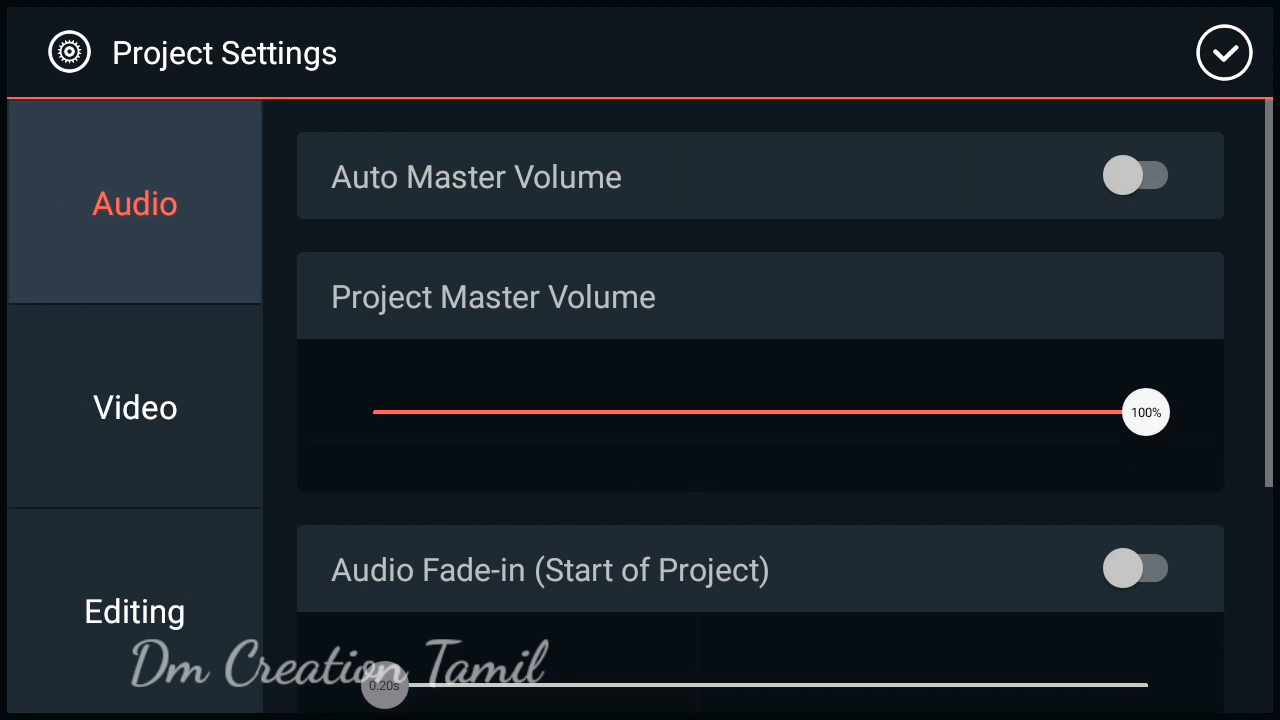 Project Settings
Audio
Auto Master Volume
Project Master Volume
Video
100%
Audio Fade-in (Start of Project)
Editing
Dm Creation Tamil
0.20s